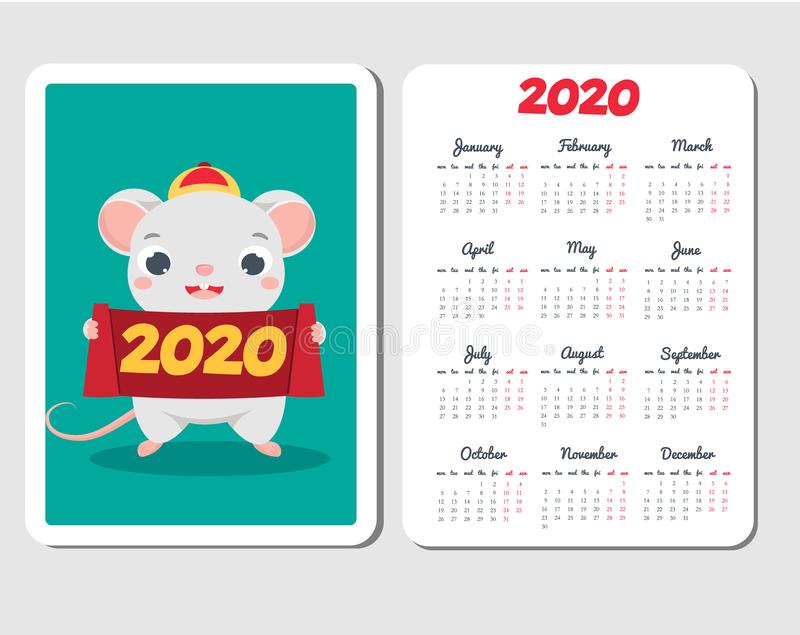 2020
2020
January
mon tue wed thu fri sat sun
1 2 3 4 5
6 7 8 9 10 11 12
13 14 15 16 17 18 19
20 21 22 23 24 25 26
27 28 29 30 31
February
mon tue wed thu fri sat sun
1 2
3 4 5 6 7 8 9
10 11 12 13 14 15 16
17 18 19 20 21 22 23
24 25 26 27 28 29
March
mon tue wed thu fri sat sun
1
2 3 4 5 6 7 8
9 10 11 12 13 14 15
16 17 18 19 20 21 22
23 24 25 26 27 28 29
30 31
April
mon tue wed thu fri sat sun
1 2 3 4 5
6 7 8 9 10 11 12
13 14 15 16 17 18 19
20 21 22 23 24 25 26
27 28 29 30
May
mon tue wed thu fri sat sun
1 2 3
4 5 6 7 8 9 10
11 12 13 14 15 16 17
18 19 20 21 22 23 24
25 26 27 28 29 30 31
June
mon tue wed thu fri sat sun
1 2 3 4 5 6 7
8 9 10 11 12 13 14
15 16 17 18 19 20 21
22 23 24 25 26 27 28
29 30
July
mon tue wed thu fri sat sun
1 2 3 4 5
6 7 8 9 10 11 12
13 14 15 16 17 18 19
20 21 22 23 24 25 26
27 28 29 30 31
August
mon tue wed thu fri sat sun
1 2
3 4 5 6 7 8 9
10 11 12 13 14 15 16
17 18 19 20 21 22 23
24 25 26 27 28 29 30
31
September
mon tue wed thu fri sat sun
1 2 3 4 5 6
7 8 9 10 11 12 13
14 15 16 17 18 19 20
21 22 23 24 25 26 27
28 29 30
October
mon tue wed thu fri sat sun
1 2 3 4
5 6 7 8 9 10 11
12 13 14 15 16 17 18
19 20 21 22 23 24 25
26 27 28 29 30 31
November
mon tue wed thu fri sat sun
1
2 3 4 5 6 7 8
9 10 11 12 13 14 15
16 17 18 19 20 21 22
23 24 25 26 27 28 29
30
December
mon tue wed thu fri sat sun
1 2 3 4 5 6
7 8 9 10 11 12 13
14 15 16 17 18 19 20
21 22 23 24 25 26 27
28 29 30 31
dreamstime